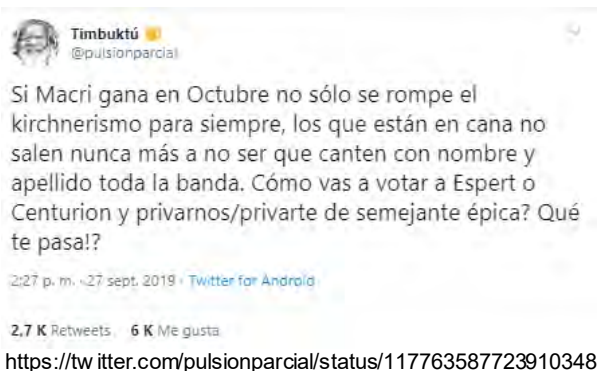 Timbuktú
@pulsionparcial
Si Macri gana en Octubre no sólo se rompe el
kirchnerismo para siempre, los que están en cana no
salen nunca más a no ser que canten con nombre y
apellido toda la banda. Cómo vas a votar a Espert o
Centurion y privarnos/privarte de semejante épica? Qué
te pasa!?
2:27 p. m. · 27 sept. 2019 · Twitter for Android
2,7 K Retweets 6 K Me gusta
https://twitter.com/pulsionparcial/status/117763587723910348